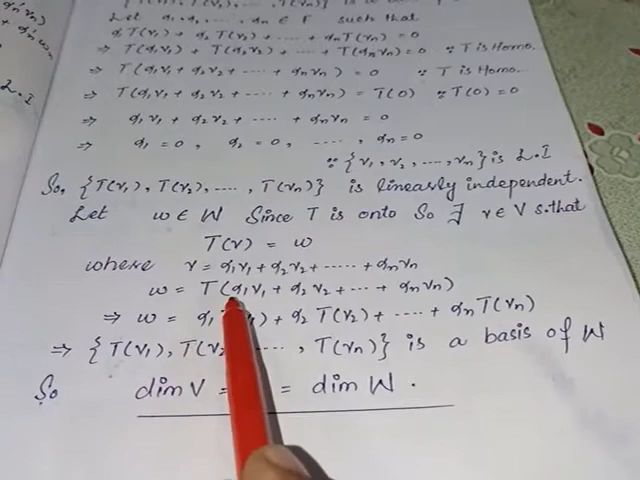 Let α₁, α₂, ....., αn ∈ F such that
α₁T(v₁) + α₂T(v₂) + ---- + αnT(vn) = 0
⇒ T(α₁v₁) + T(α₂v₂) + ---- + T(αnvn) = 0 ∵ T is Homo.
⇒ T(α₁v₁ + α₂v₂ + ---- + αnvn) = 0 ∵ T is Homo.
⇒ T(α₁v₁ + α₂v₂ + ---- + αnvn) = T(0) ∵ T(0) = 0
⇒ α₁v₁ + α₂v₂ + ---- + αnvn = 0
⇒ α₁ = 0, α₂ = 0, ----, αn = 0
∵ {v₁, v₂, ---, vn} is L.I
So, {T(v₁), T(v₂), ----, T(vn)} is linearly independent.
Let w ∈ W Since T is onto So ∃ v ∈ V s.that
T(v) = w
where v = α₁v₁ + α₂v₂ + ----- + αnvn
w = T(α₁v₁ + α₂v₂ + --- + αnvn)
⇒ w = α₁ ) + α₂ T(v₂) + ---- + αn T(vn)
⇒ {T(v₁), T(v₂ ----, T(vn)} is a basis of W
So dim V = = dim W.
L.I